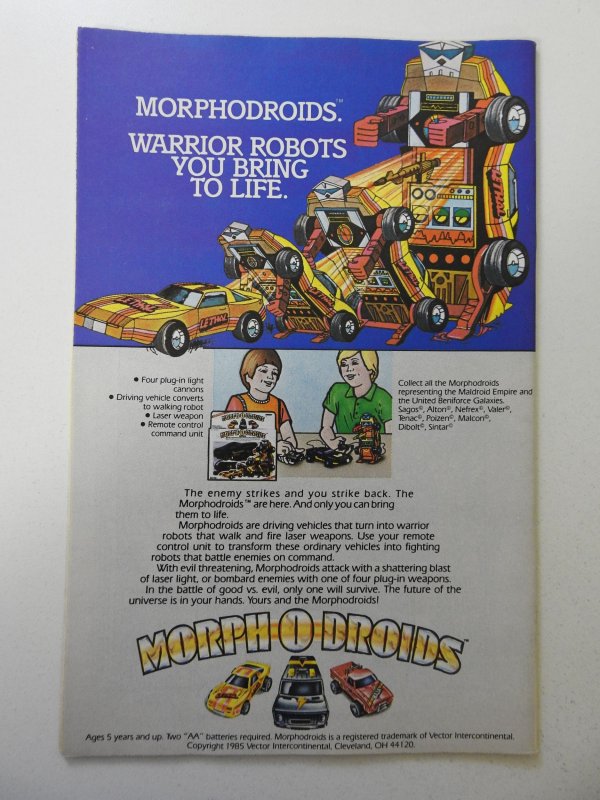 MORPHODROIDS.™
WARRIOR ROBOTS
YOU BRING
TO LIFE.
LETHOL
LETHOL
• Four plug-in light
cannons
• Driving vehicle converts
to walking robot
• Laser weapon
• Remote control
command unit
MORPH-O-DROIDS
Collect all the Morphodroids
representing the Maldroid Empire and
the United Beniforce Galaxies.
Sagos©, Altori©, Nefrex©, Valer©,
Tenac©, Poizen©, Malcon©,
Dibolt©, Sintar©
The enemy strikes and you strike back. The
Morphodroids™ are here. And only you can bring
them to life.
Morphodroids are driving vehicles that turn into warrior
robots that walk and fire laser weapons. Use your remote
control unit to transform these ordinary vehicles into fighting
robots that battle enemies on command.
With evil threatening, Morphodroids attack with a shattering blast
of laser light, or bombard enemies with one of four plug-in weapons.
In the battle of good vs. evil, only one will survive. The future of the
universe is in your hands. Yours and the Morphodroids!
MORPH-O-DROIDS™
Ages 5 years and up. Two "AA" batteries required. Morphodroids is a registered trademark of Vector Intercontinental.
Copyright 1985 Vector Intercontinental, Cleveland, OH 44120.